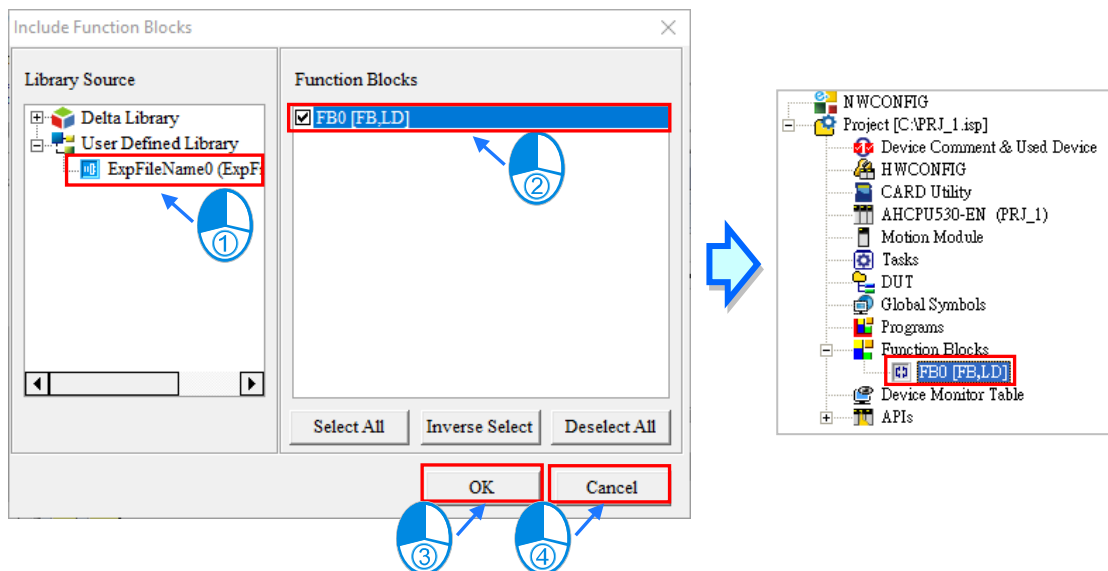 Include Function Blocks
Library Source
Delta Library
User Defined Library
ExpFileName0 (ExpF
①
Function Blocks
FB0 [FB,LD]
②
Select All
Inverse Select
Deselect All
OK
Cancel
③
④
NWCONFIG
Project [C:\PRJ_1.isp]
Device Comment & Used Device
HWCONFIG
CARD Utility
AHCPU530-EN (PRJ_1)
Motion Module
Tasks
DUT
Global Symbols
Programs
Function Blocks
FB0 [FB,LD]
Device Monitor Table
APIs